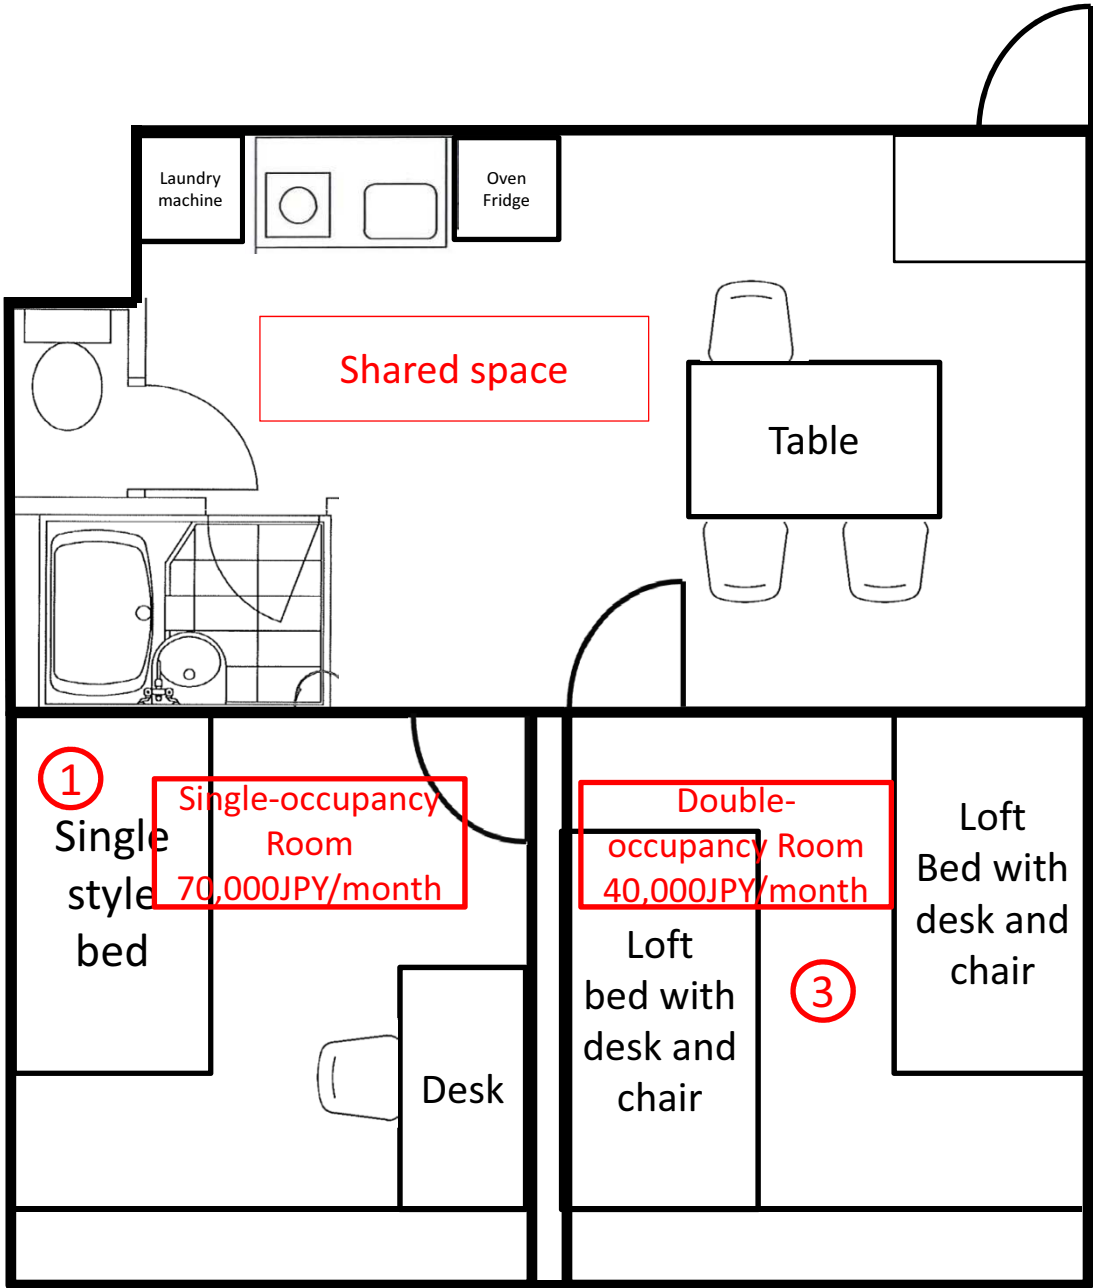 Laundry
machine
Oven
Fridge
Shared space
Table
1
Single
style
bed
Single-occupancy
Room
70,000JPY/month
Desk
Double-
occupancy Room
40,000JPY/month
Loft
bed with
desk and
chair
3
Loft
Bed with
desk and
chair